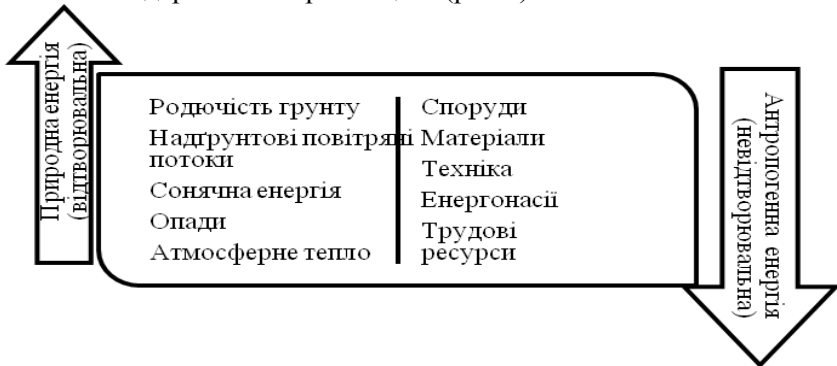 Природна енергія
(відтворювальна)
Родючість грунту
Надґрунтові повітряні
потоки
Сонячна енергія
Опади
Атмосферне тепло
Споруди
Матеріали
Техніка
Енергонасії
Трудові
ресурси
Антропогенна енергія
(невідтворювальна)